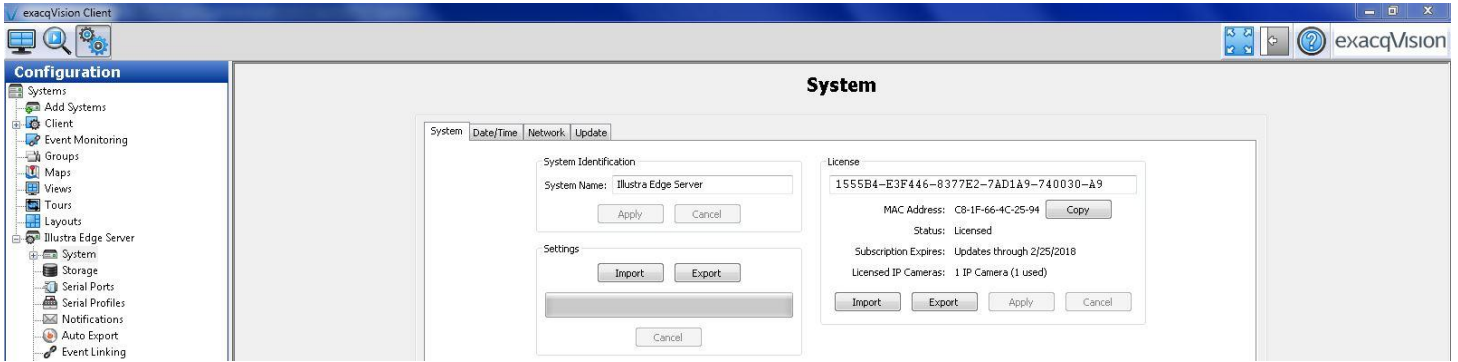 exacqVision Client
exacqVision
Configuration
Systems
Add Systems
Client
Event Monitoring
Groups
Maps
Views
Tours
Layouts
Illustra Edge Server
System
Storage
Serial Ports
Serial Profiles
Notifications
Auto Export
Event Linking
System
System Date/Time Network Update
System Identification
System Name: Illustra Edge Server
Apply Cancel
Settings
Import Export
Cancel
License
1555B4-E3F446-8377E2-7AD1A9-740030-A9
MAC Address: C8-1F-66-4C-25-94 Copy
Status: Licensed
Subscription Expires: Updates through 2/25/2018
Licensed IP Cameras: 1 IP Camera (1 used)
Import Export Apply Cancel